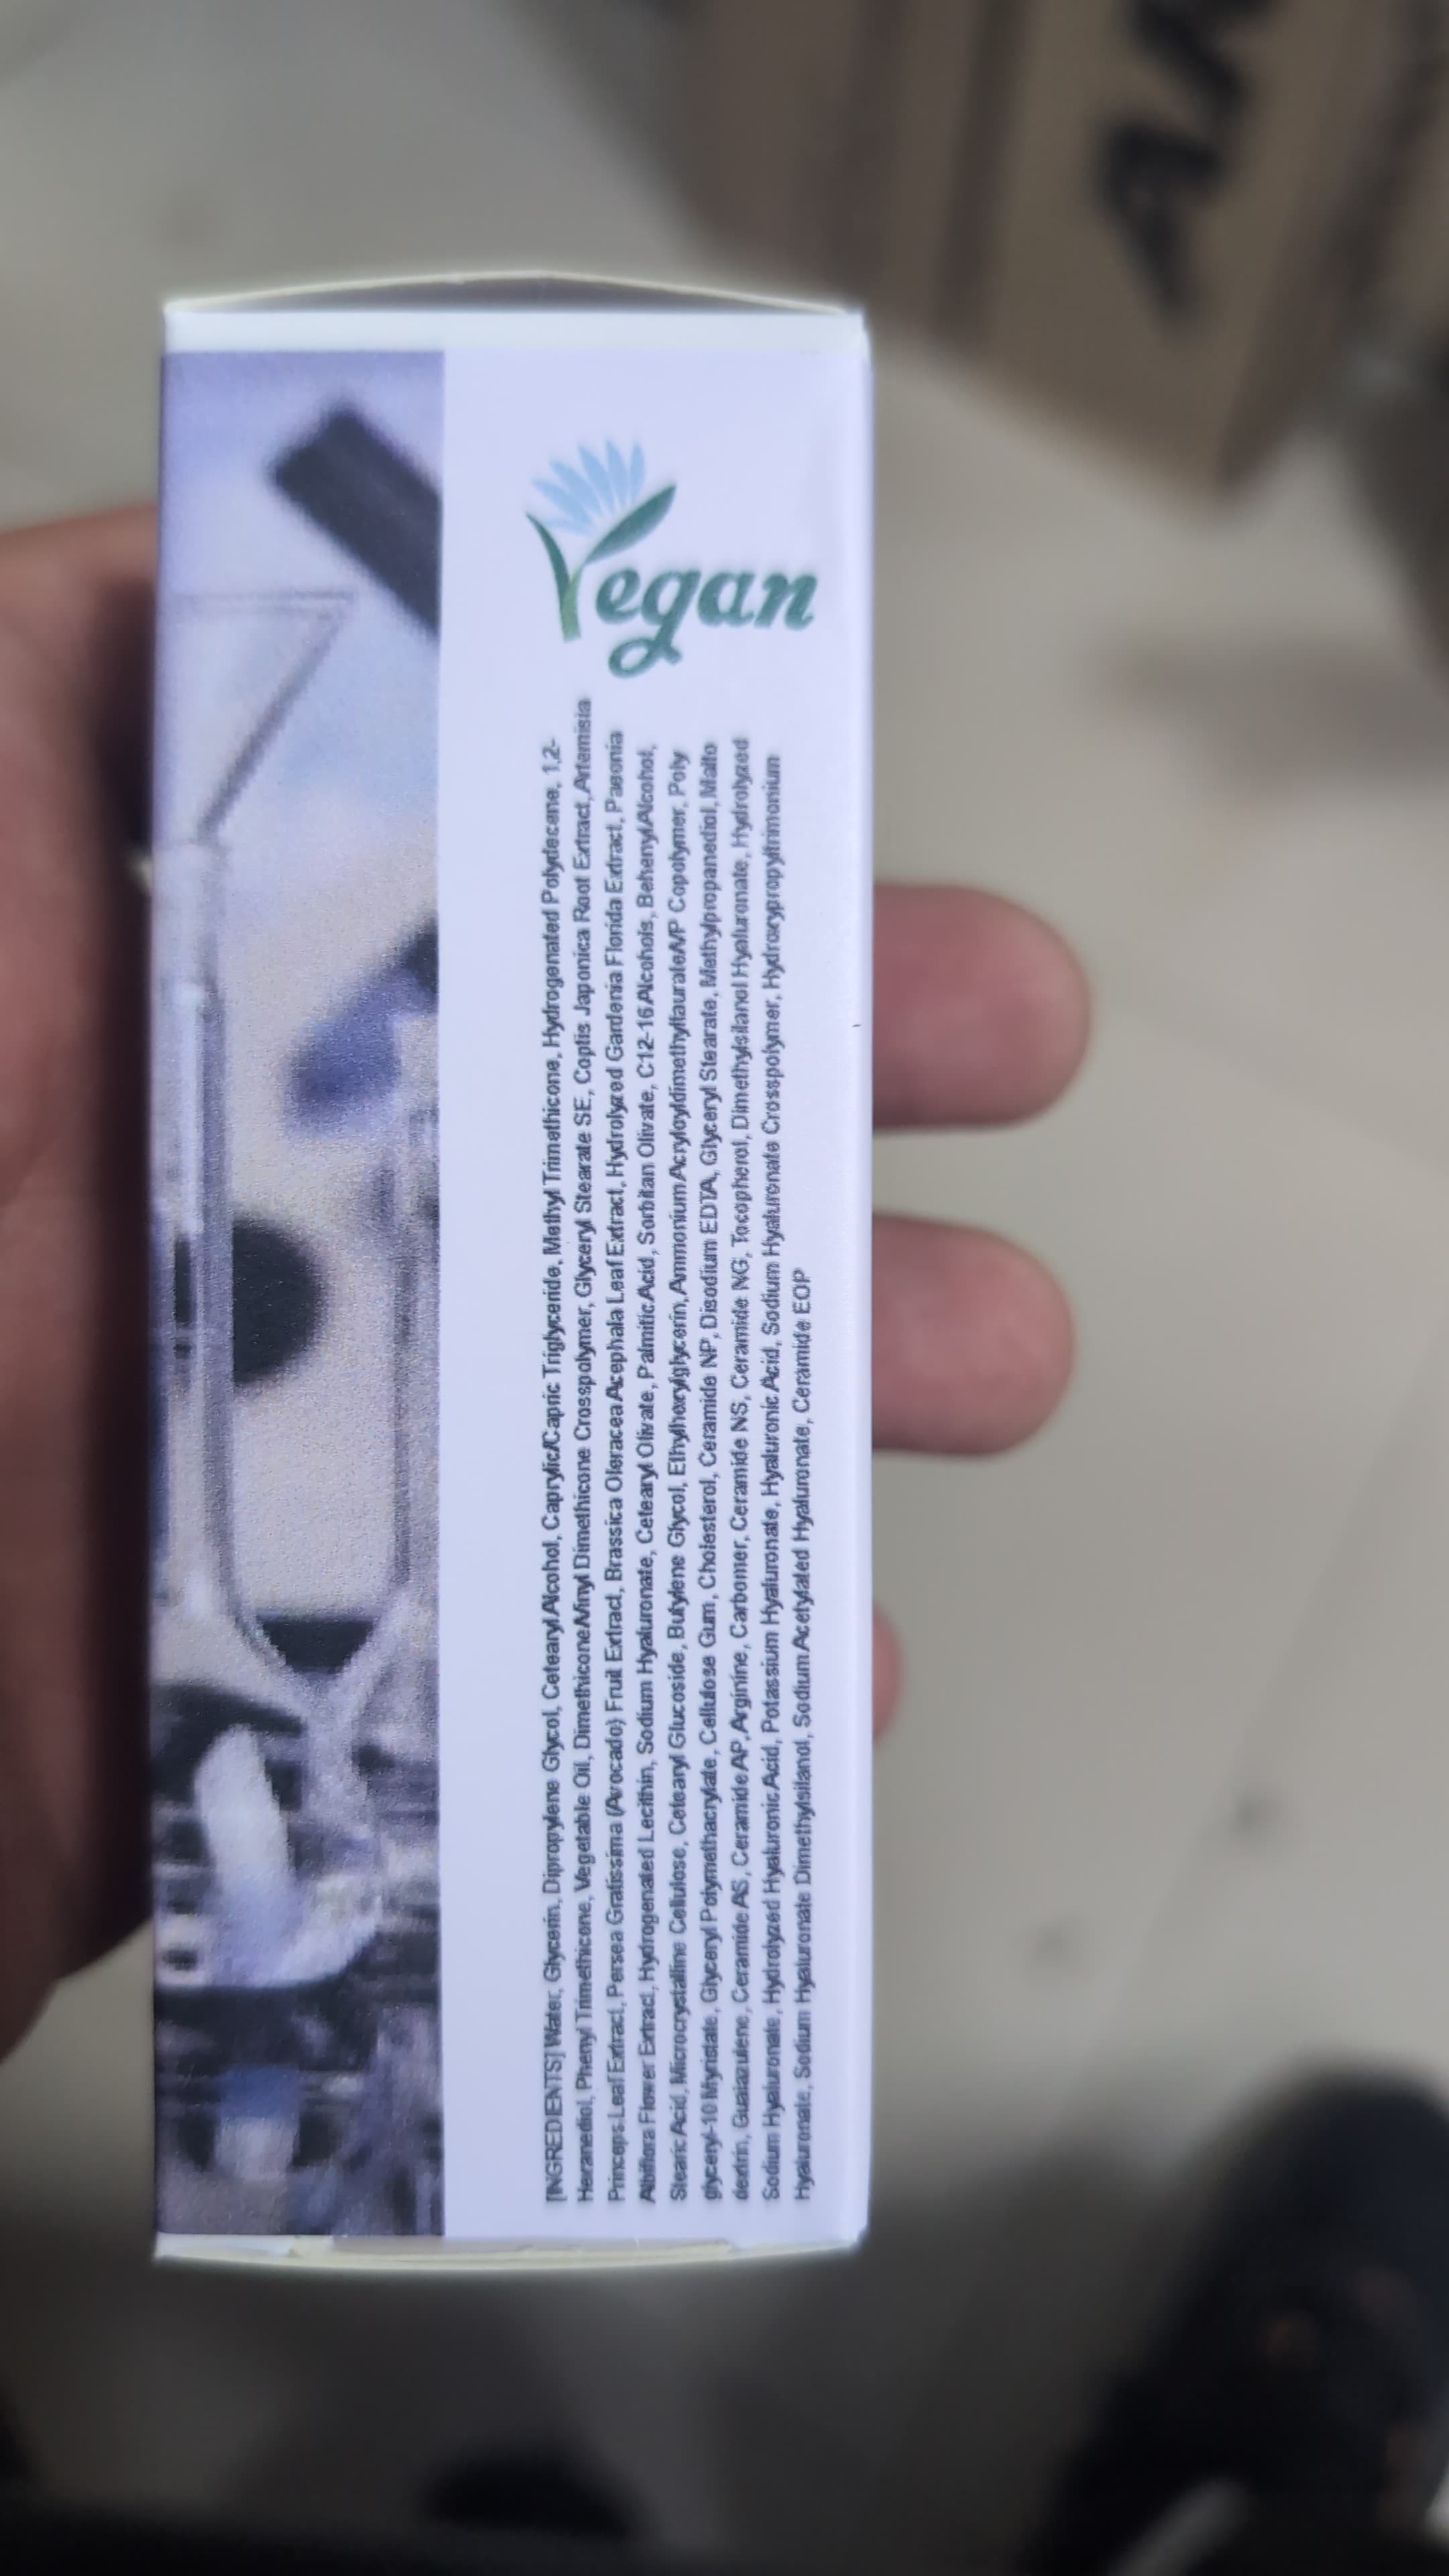 [INGREDIENTS] Water, Glycerin, Dipropylene Glycol, Cetearyl Alcohol, Caprylic/Capric Triglyceride, Methyl Trimethicone, Hydrogenated Polydecene, 1,2-
Hexanediol, Phenyl Trimethicone, Vegetable Oil, Dimethicone/Vinyl Dimethicone Crosspolymer, Glyceryl Stearate SE, Coptis Japonica Root Extract, Artemisia
Princeps Leaf Extract, Persea Gratissima (Avocado) Fruit Extract, Brassica Oleracea Acephala Leaf Extract, Hydrolyzed Gardenia Florida Extract, Paeonia
Albiflora Flower Extract, Hydrogenated Lecithin, Sodium Hyaluronate, Cetearyl Olivate, Palmitic Acid, Sorbitan Olivate, C12-16 Alcohols, Behenyl Alcohol,
Stearic Acid, Microcrystalline Cellulose, Cetearyl Glucoside, Butylene Glycol, Ethylhexylglycerin, Ammonium Acryloyldimethyltaurate/VP Copolymer, Poly
glyceryl-10 Myristate, Glyceryl Polymethacrylate, Cellulose Gum, Cholesterol, Ceramide NP, Disodium EDTA, Glyceryl Stearate, Methylpropanediol, Malto
dextrin, Guaiazulene, Ceramide AS, Ceramide AP, Arginine, Carbomer, Ceramide NS, Ceramide NG, Tocopherol, Dimethylsilanol Hyaluronate, Hydrolyzed
Sodium Hyaluronate, Hydrolyzed Hyaluronic Acid, Potassium Hyaluronate, Hyaluronic Acid, Sodium Hyaluronate Crosspolymer, Hydroxypropyltrimonium
Hyaluronate, Sodium Hyaluronate Dimethylsilanol, Sodium Acetylated Hyaluronate, Ceramide EOP
Vegan